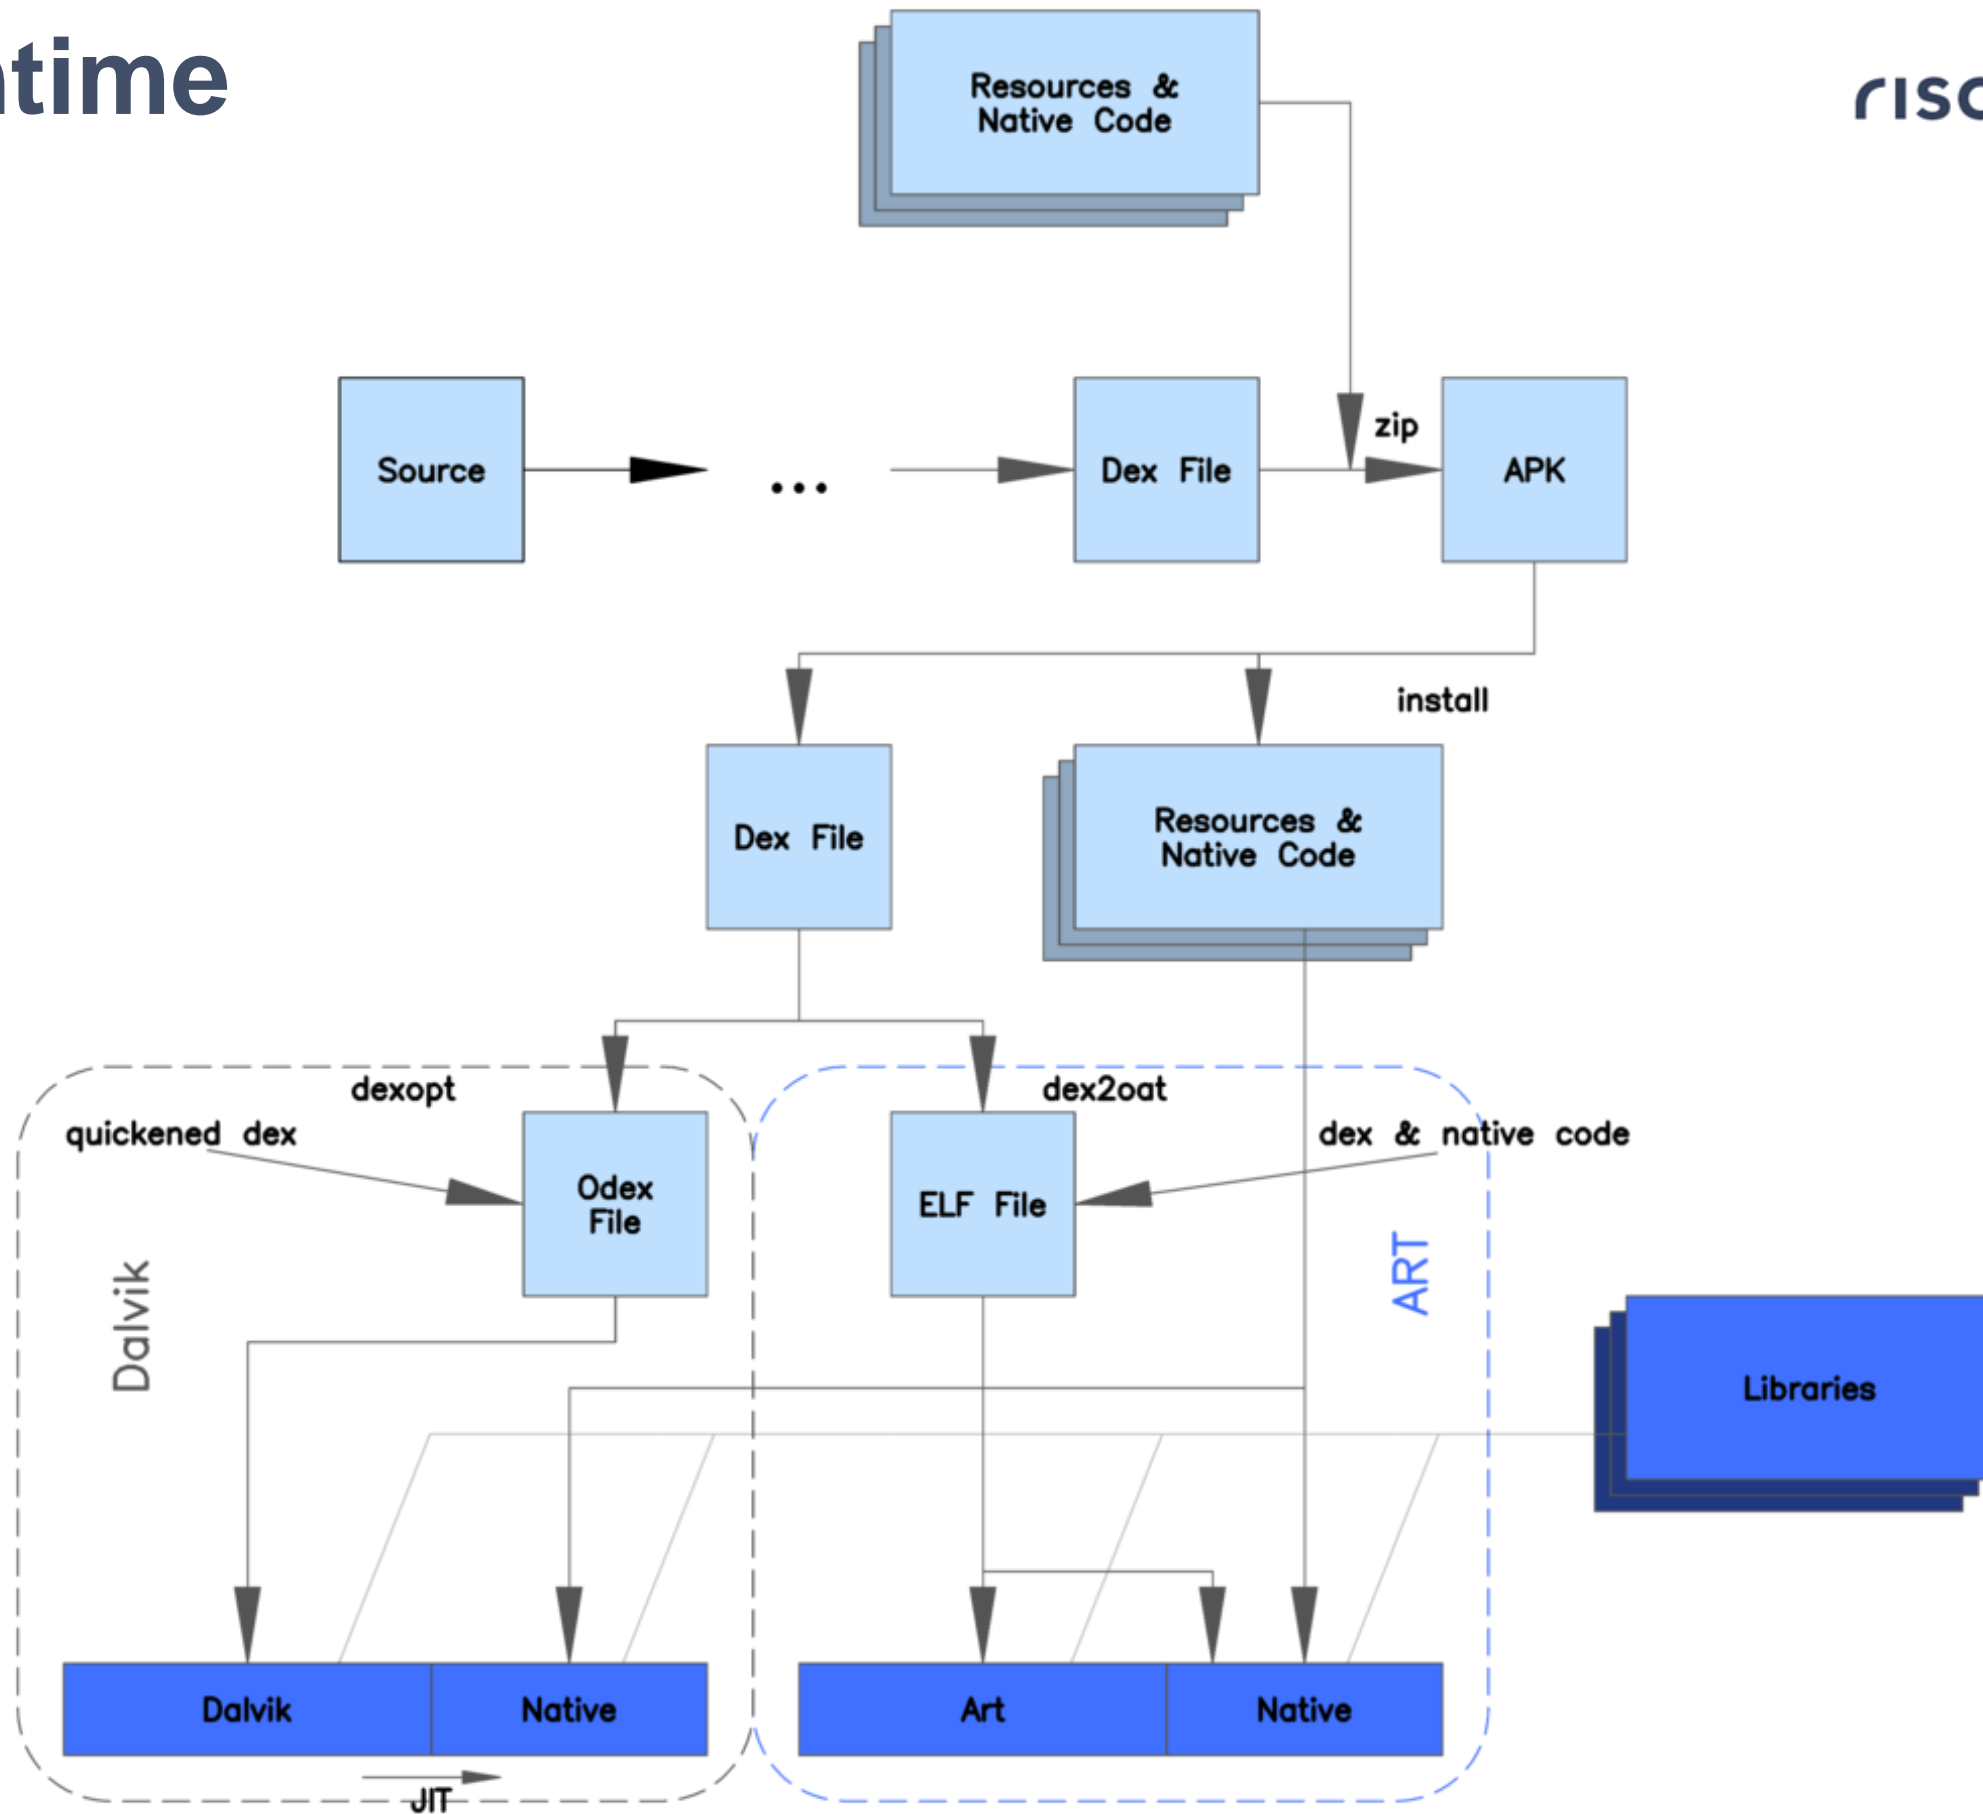 ntime
risc
Resources &
Native Code
zip
Source
...
Dex File
APK
install
Dex File
Resources &
Native Code
dexopt
dex2oat
quickened dex
dex & native code
Odex
File
ELF File
Dalvik
ART
Libraries
Dalvik
Native
Art
Native
JIT